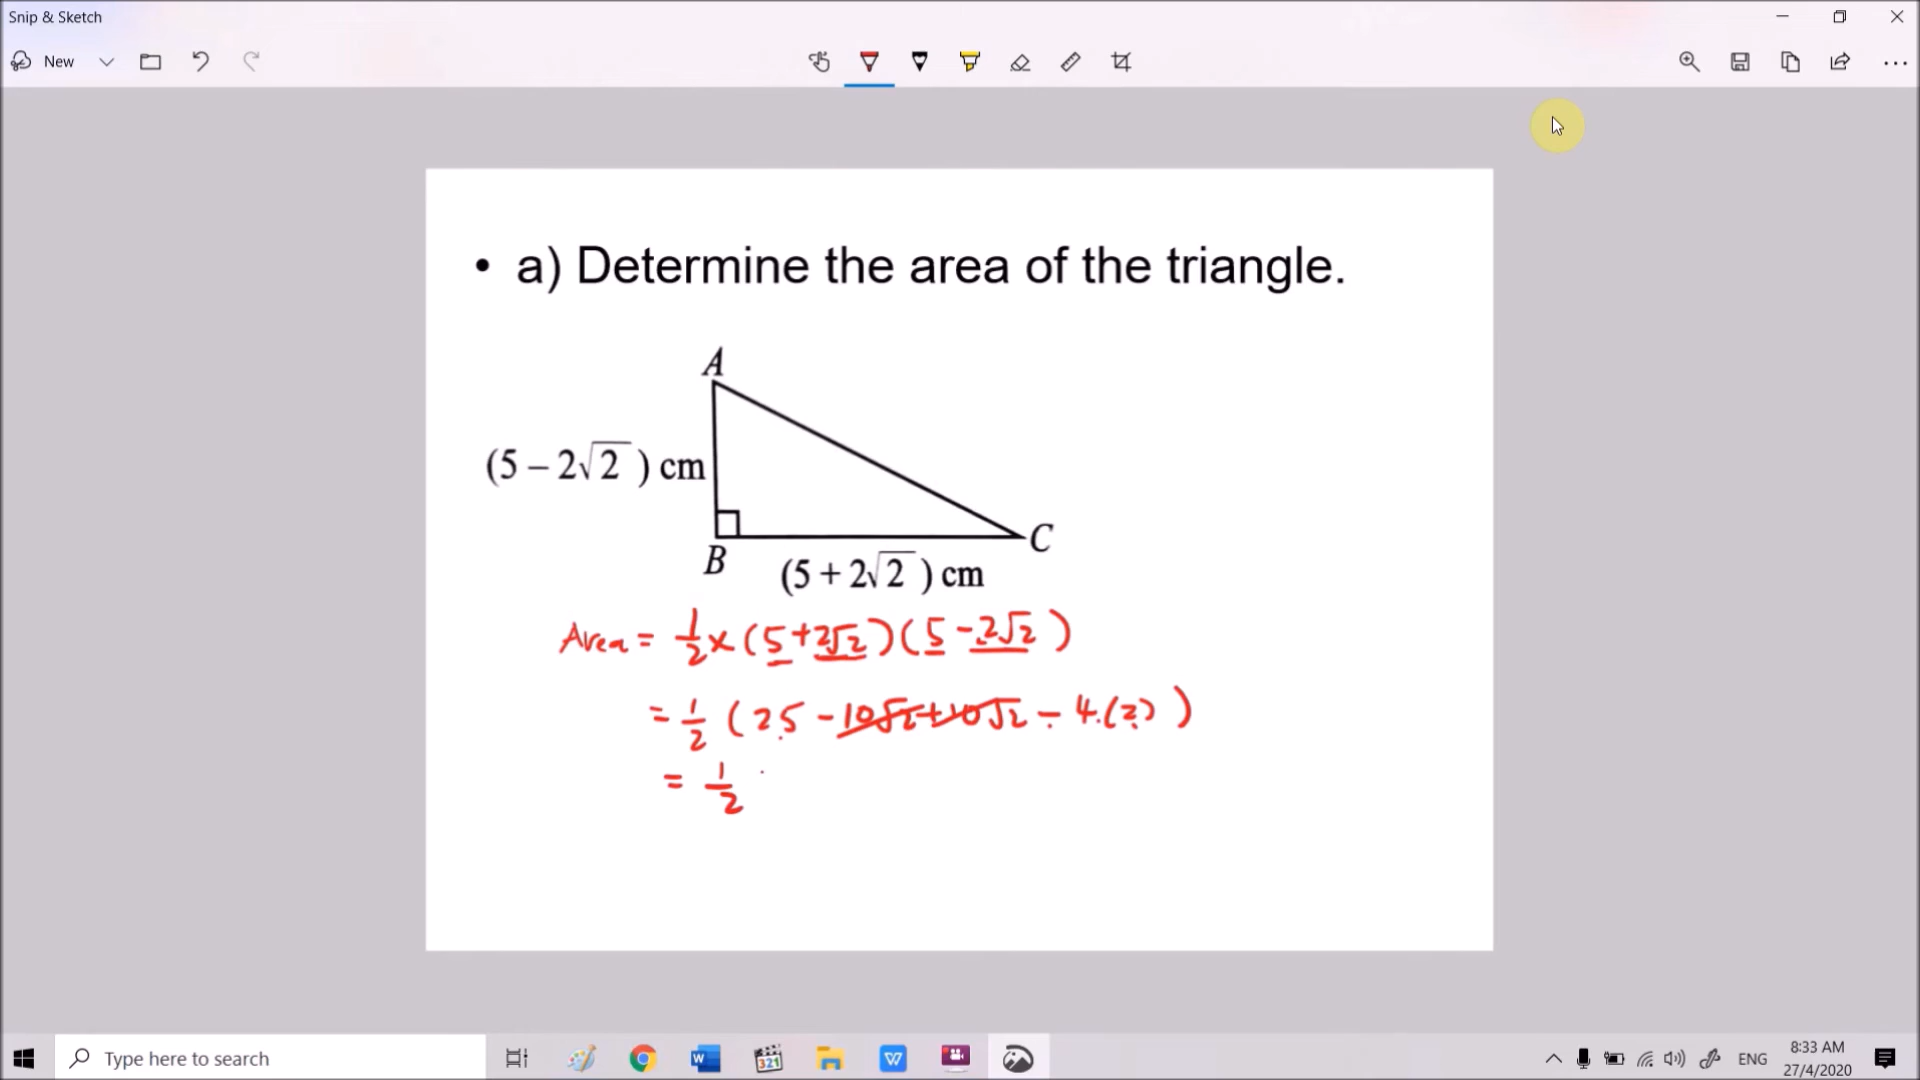 Snip & Sketch
New
• a) Determine the area of the triangle.
A
(5 – 2√2 ) cm
B
C
(5 + 2√2 ) cm
Area = 1/2 × (5+2√2)(5-2√2)
= 1/2 (25 - 10√2+10√2 - 4.(2))
= 1/2
Type here to search
321
ENG
8:33 AM
27/4/2020